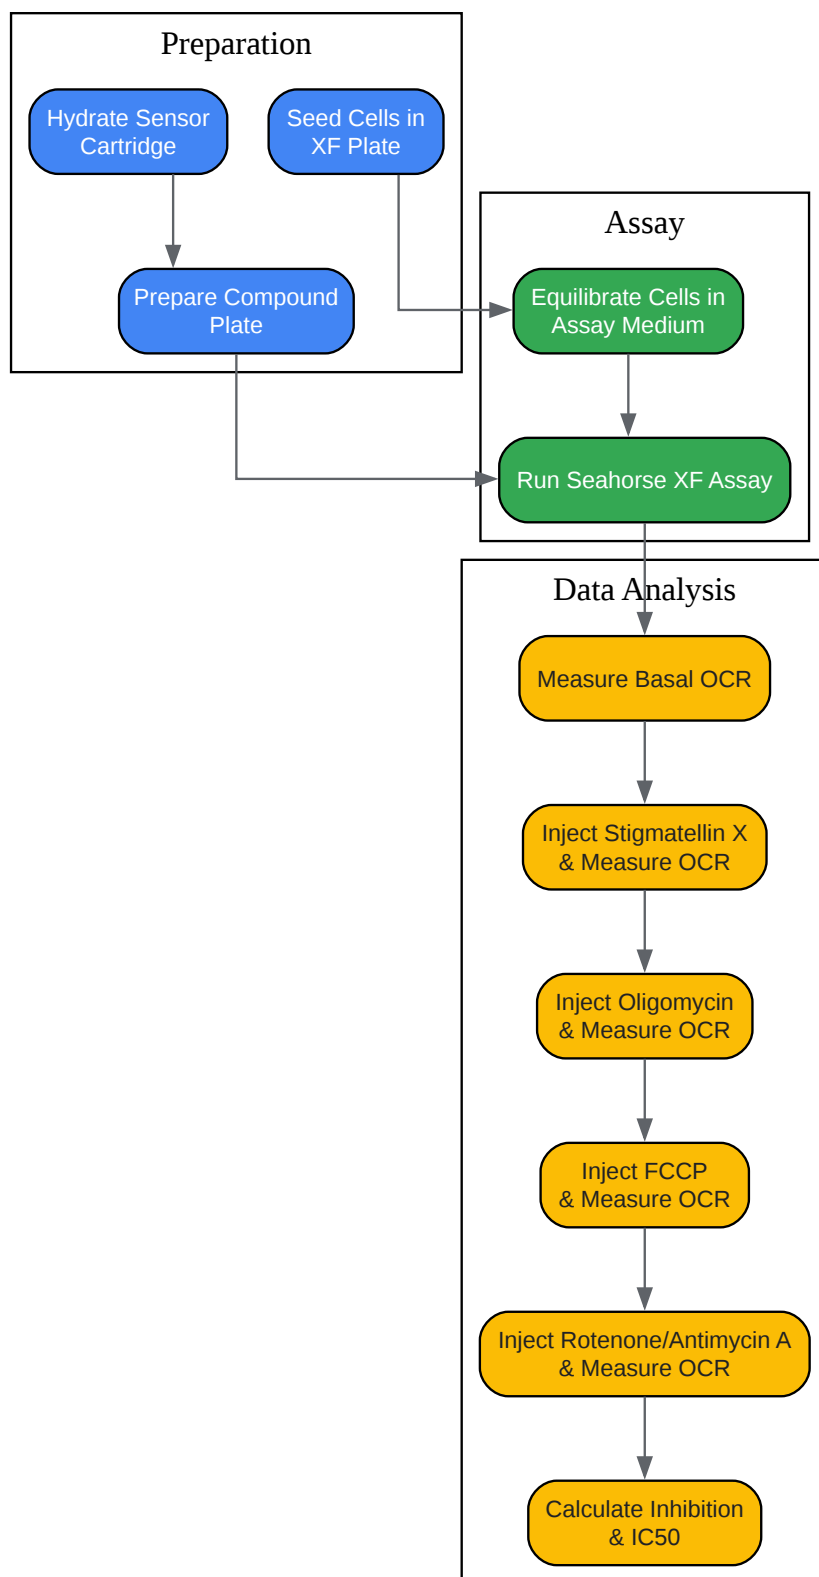 Preparation
Hydrate Sensor
Cartridge
Seed Cells in
XF Plate
Prepare Compound
Plate
Assay
Equilibrate Cells in
Assay Medium
Run Seahorse XF Assay
Data Analysis
Measure Basal OCR
Inject Stigmatellin X
& Measure OCR
Inject Oligomycin
& Measure OCR
Inject FCCP
& Measure OCR
Inject Rotenone/Antimycin A
& Measure OCR
Calculate Inhibition
& IC50